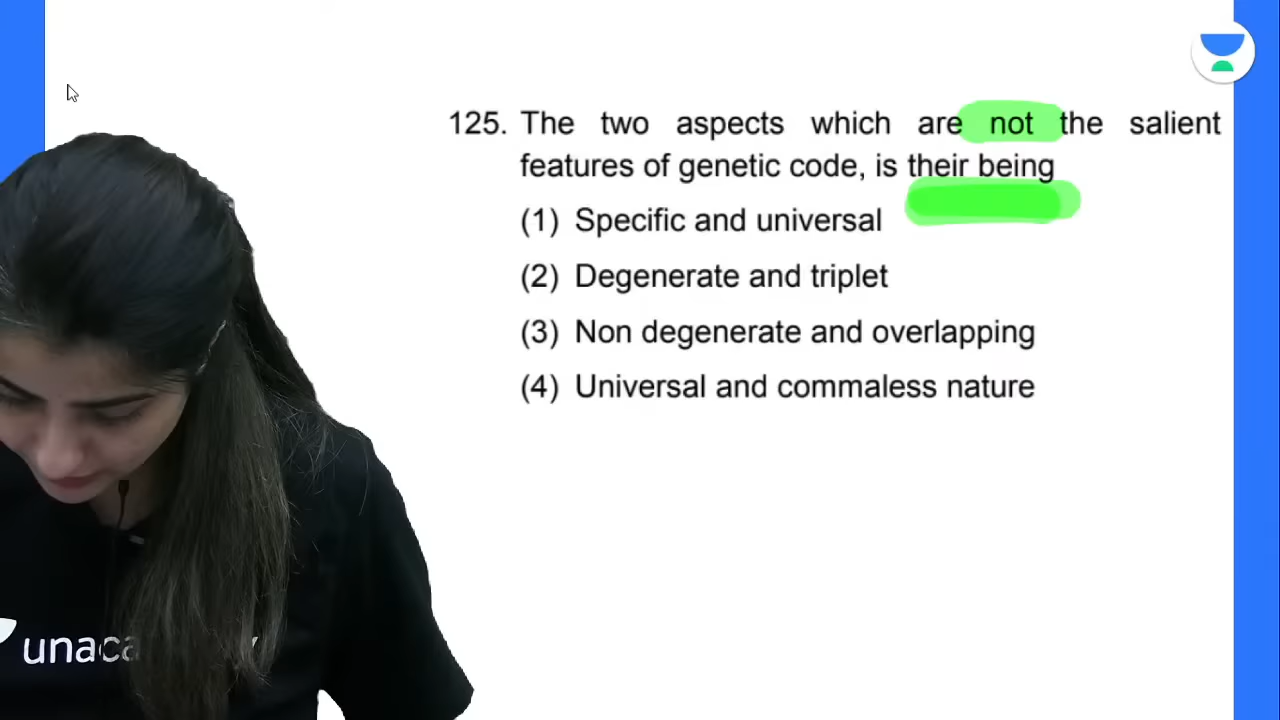 125. The two aspects which are not the salient
features of genetic code, is their being
(1) Specific and universal
(2) Degenerate and triplet
(3) Non degenerate and overlapping
(4) Universal and commaless nature